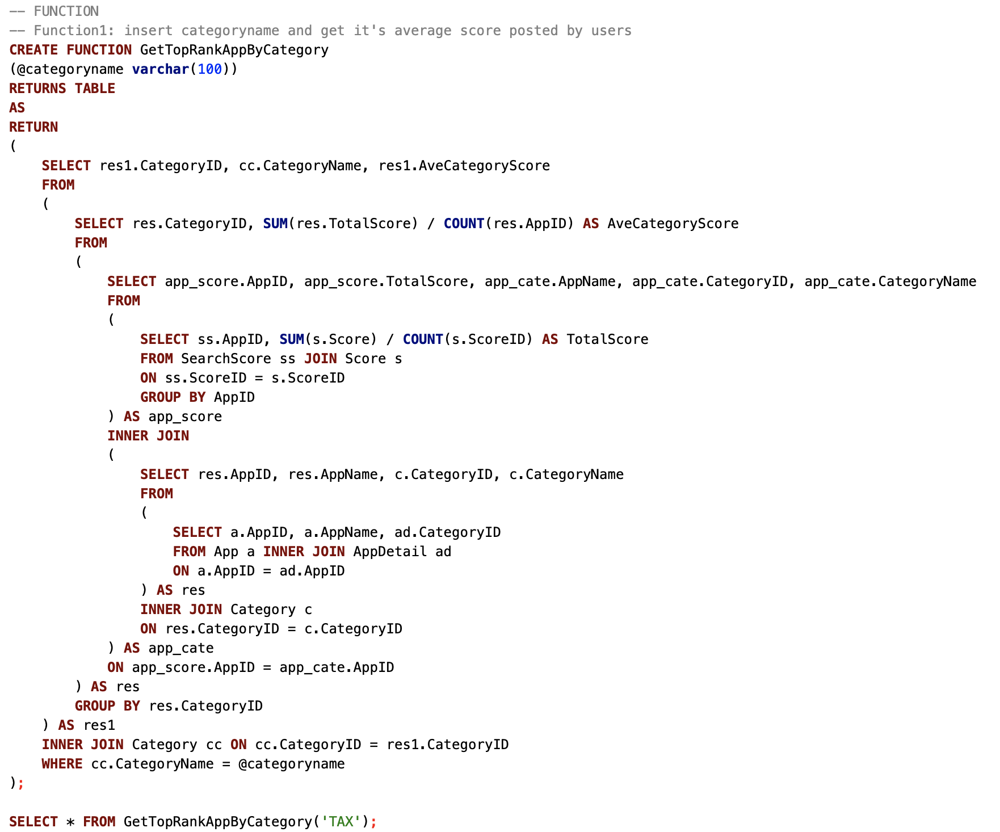 -- FUNCTION
-- Function1: insert categoryname and get it's average score posted by users
CREATE FUNCTION GetTopRankAppByCategory
(@categoryname varchar(100))
RETURNS TABLE
AS
RETURN
(
    SELECT res1.CategoryID, cc.CategoryName, res1.AveCategoryScore
    FROM
    (
        SELECT res.CategoryID, SUM(res.TotalScore) / COUNT(res.AppID) AS AveCategoryScore
        FROM
        (
            SELECT app_score.AppID, app_score.TotalScore, app_cate.AppName, app_cate.CategoryID, app_cate.CategoryName
            FROM
            (
                SELECT ss.AppID, SUM(s.Score) / COUNT(s.ScoreID) AS TotalScore
                FROM SearchScore ss JOIN Score s
                ON ss.ScoreID = s.ScoreID
                GROUP BY AppID
            ) AS app_score
            INNER JOIN
            (
                SELECT res.AppID, res.AppName, c.CategoryID, c.CategoryName
                FROM
                (
                    SELECT a.AppID, a.AppName, ad.CategoryID
                    FROM App a INNER JOIN AppDetail ad
                    ON a.AppID = ad.AppID
                ) AS res
                INNER JOIN Category c
                ON res.CategoryID = c.CategoryID
            ) AS app_cate
            ON app_score.AppID = app_cate.AppID
        ) AS res
        GROUP BY res.CategoryID
    ) AS res1
    INNER JOIN Category cc ON cc.CategoryID = res1.CategoryID
    WHERE cc.CategoryName = @categoryname
);

SELECT * FROM GetTopRankAppByCategory('TAX');